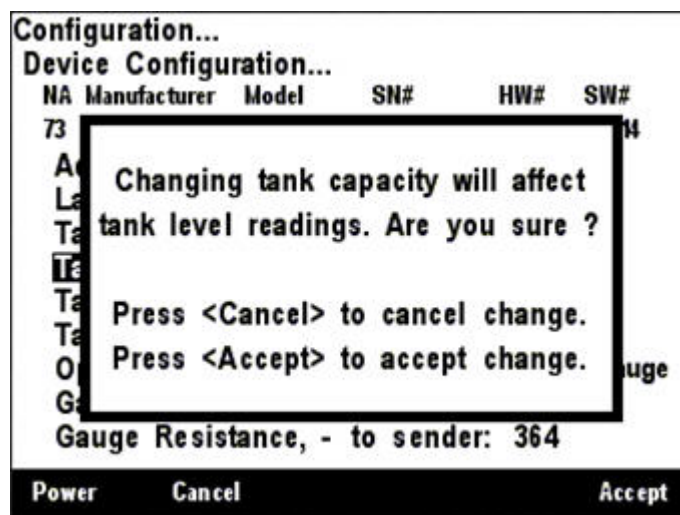 Configuration...
Device Configuration...
NA Manufacturer Model SN# HW# SW#
73
Changing tank capacity will affect
tank level readings. Are you sure ?
Press <Cancel> to cancel change.
Press <Accept> to accept change.
Gauge Resistance, - to sender: 364
Power Cancel Accept